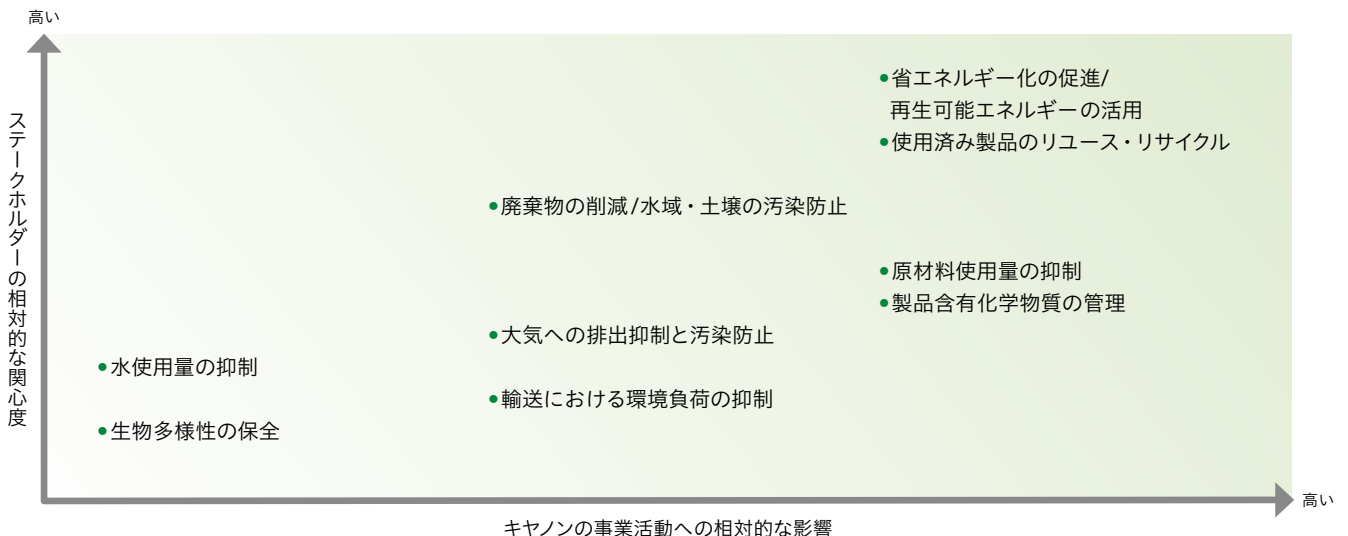 高い
ステークホルダーの相対的な関心度
●省エネルギー化の促進/
再生可能エネルギーの活用
●使用済み製品のリユース・リサイクル
●廃棄物の削減/水域・土壌の汚染防止
●原材料使用量の抑制
●製品含有化学物質の管理
●大気への排出抑制と汚染防止
●水使用量の抑制
●輸送における環境負荷の抑制
●生物多様性の保全
高い
キヤノンの事業活動への相対的な影響